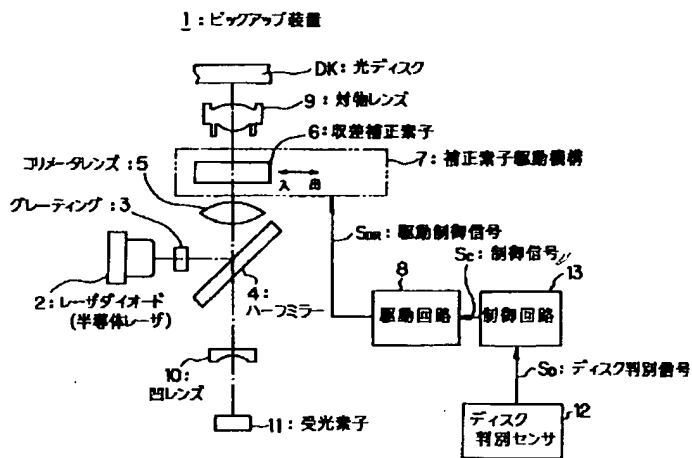 1：ピックアップ装置
DK：光ディスク
9：対物レンズ
6：収差補正素子
コリメータレンズ：5
7：補正素子駆動機構
入 出
グレーティング：3
SDR：駆動制御信号
SC：制御信号
8
13
2：レーザダイオード
(半導体レーザ)
4：
ハーフミラー
駆動回路
制御回路
10：
凹レンズ
SD：ディスク判別信号
11：受光素子
ディスク
判別センサ
12